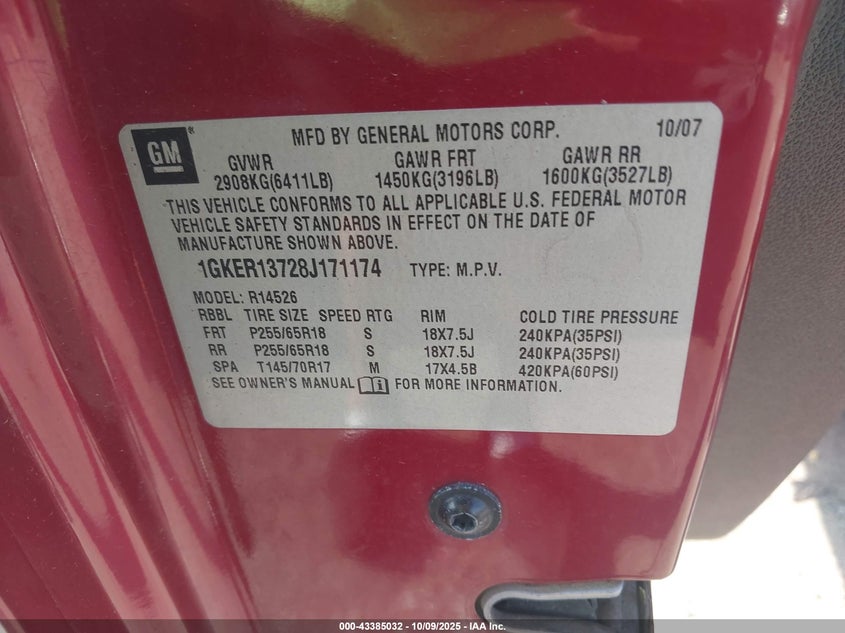 GM ® MFD BY GENERAL MOTORS CORP. 10/07
GVWR GAWR FRT GAWR RR
2908KG(6411LB) 1450KG(3196LB) 1600KG(3527LB)
THIS VEHICLE CONFORMS TO ALL APPLICABLE U.S. FEDERAL MOTOR
VEHICLE SAFETY STANDARDS IN EFFECT ON THE DATE OF
MANUFACTURE SHOWN ABOVE.
1GKER13728J171174 TYPE: M.P.V.
MODEL: R14526
RBBL TIRE SIZE SPEED RTG RIM COLD TIRE PRESSURE
FRT P255/65R18 S 18X7.5J 240KPA(35PSI)
RR P255/65R18 S 18X7.5J 240KPA(35PSI)
SPA T145/70R17 M 17X4.5B 420KPA(60PSI)
SEE OWNER'S MANUAL FOR MORE INFORMATION.
000-43385032 - 10/09/2025 - IAA Inc.